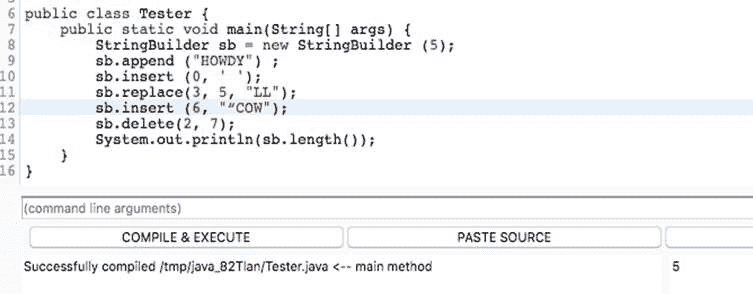 6 public class Tester {
7 public static void main(String[] args) {
8 StringBuilder sb = new StringBuilder (5);
9 sb.append ("HOWDY") ;
10 sb.insert (0, ' ');
11 sb.replace(3, 5, "LL");
12 sb.insert (6, "“COW");
13 sb.delete(2, 7);
14 System.out.println(sb.length());
15 }
16 }
(command line arguments)
COMPILE & EXECUTE PASTE SOURCE
Successfully compiled /tmp/java_82Tlan/Tester.java <-- main method 5